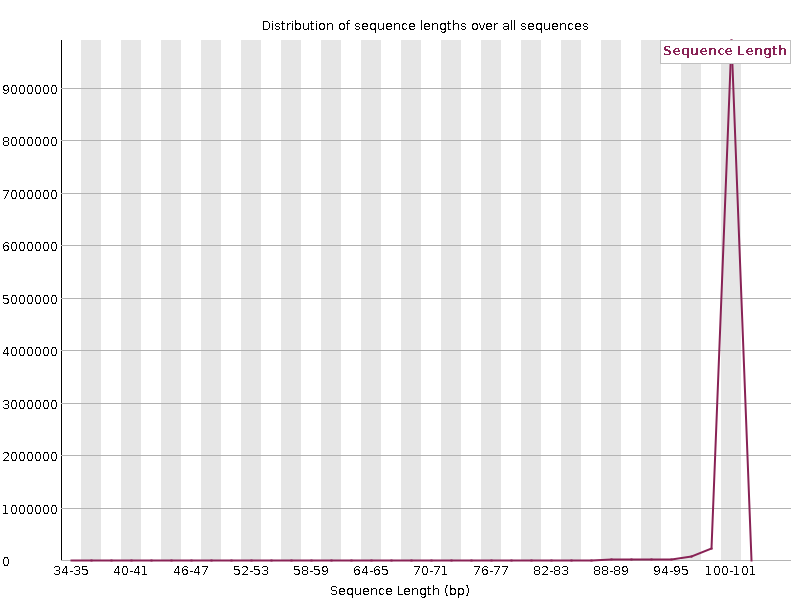 Distribution of sequence lengths over all sequences
Sequence Length
9000000
8000000
7000000
6000000
5000000
4000000
3000000
2000000
1000000
0
34-35 40-41 46-47 52-53 58-59 64-65 70-71 76-77 82-83 88-89 94-95 100-101
Sequence Length (bp)